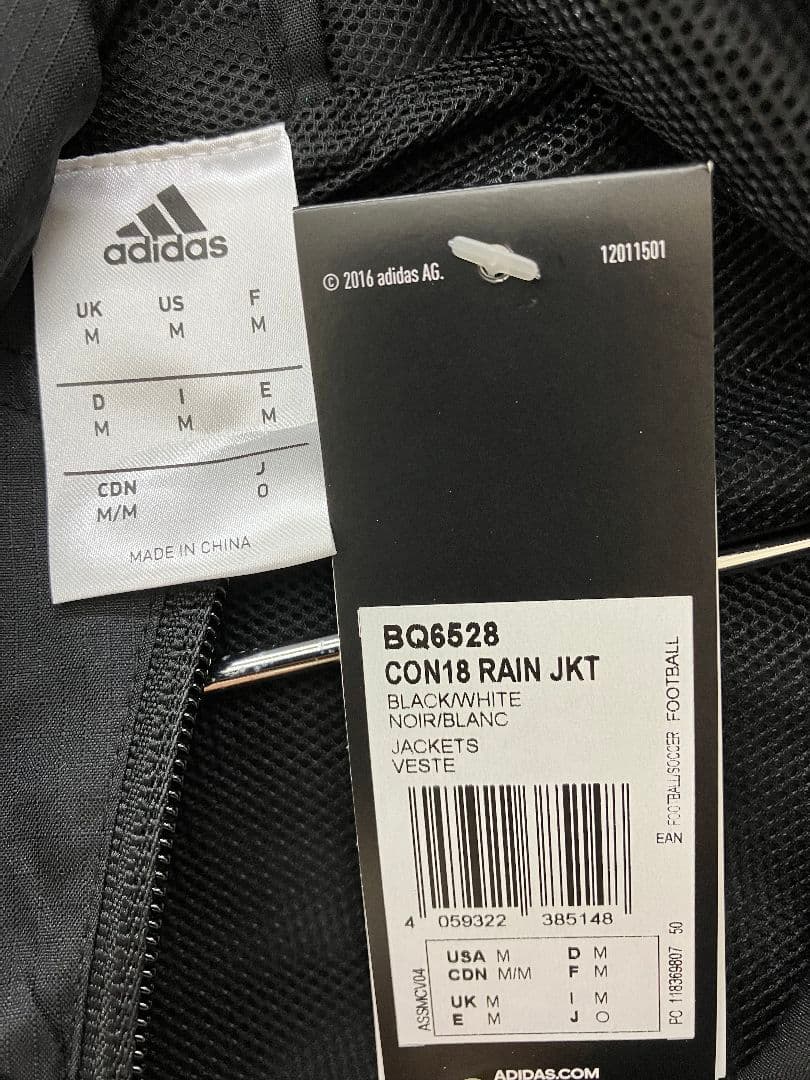 adidas
UK US F
M M M
D I E
M M M
CDN J
M/M O
MADE IN CHINA
© 2016 adidas AG.
12011501
BQ6528
CON18 RAIN JKT
BLACK/WHITE
NOIR/BLANC
JACKETS
VESTE
4 059322 385148
EAN FOOTBALL/SOCCER FOOTBALL
ASSMCV04
USA M D M
CDN M/M F M
UK M I M
E M J O
PC 118369807 50
ADIDAS.COM